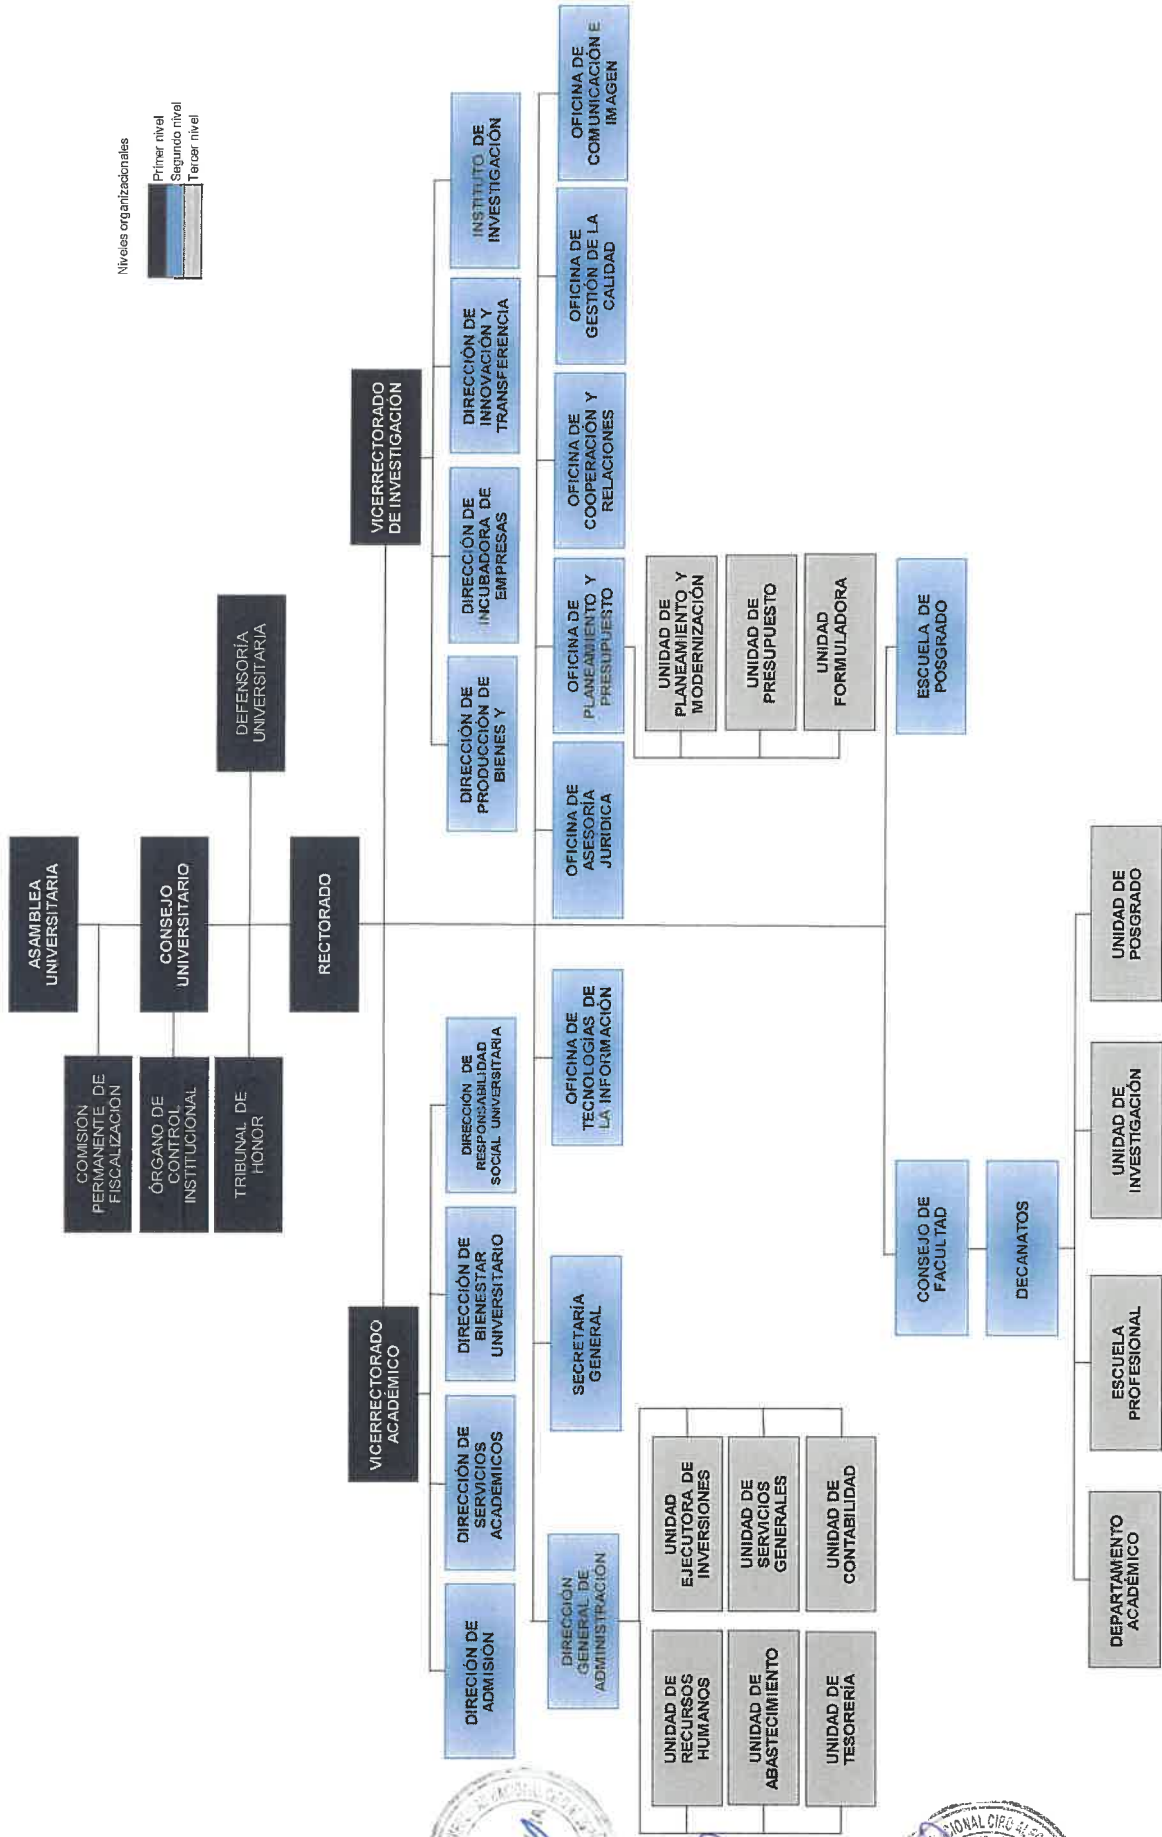 Niveles organizacionales
Primer nivel
Segundo nivel
Tercer nivel
ASAMBLEA
UNIVERSITARIA
COMISIÓN
PERMANENTE DE
FISCALIZACIÓN
CONSEJO
UNIVERSITARIO
ÓRGANO DE
CONTROL
INSTITUCIONAL
TRIBUNAL DE
HONOR
DEFENSORÍA
UNIVERSITARIA
RECTORADO
VICERRECTORADO
ACADÉMICO
VICERRECTORADO
DE INVESTIGACIÓN
DIRECIÓN DE
ADMISIÓN
DIRECCIÓN DE
SERVICIOS
ACADÉMICOS
DIRECCIÓN DE
BIENESTAR
UNIVERSITARIO
DIRECCIÓN DE
RESPONSABILIDAD
SOCIAL UNIVERSITARIA
DIRECCIÓN DE
PRODUCCIÓN DE
BIENES Y
DIRECCIÓN DE
INCUBADORA DE
EMPRESAS
DIRECCIÓN DE
INNOVACIÓN Y
TRANSFERENCIA
INSTITUTO DE
INVESTIGACIÓN
DIRECCIÓN
GENERAL DE
ADMINISTRACIÓN
SECRETARÍA
GENERAL
OFICINA DE
TECNOLOGÍAS DE
LA INFORMACIÓN
OFICINA DE
ASESORÍA
JURÍDICA
OFICINA DE
PLANEAMIENTO Y
PRESUPUESTO
OFICINA DE
COOPERACIÓN Y
RELACIONES
OFICINA DE
GESTIÓN DE LA
CALIDAD
OFICINA DE
COMUNICACIÓN E
IMAGEN
UNIDAD DE
RECURSOS
HUMANOS
UNIDAD
EJECUTORA DE
INVERSIONES
UNIDAD DE
ABASTECIMIENTO
UNIDAD DE
SERVICIOS
GENERALES
UNIDAD DE
TESORERÍA
UNIDAD DE
CONTABILIDAD
UNIDAD DE
PLANEAMIENTO Y
MODERNIZACIÓN
UNIDAD DE
PRESUPUESTO
UNIDAD
FORMULADORA
CONSEJO DE
FACULTAD
ESCUELA DE
POSGRADO
DECANATOS
DEPARTAMENTO
ACADÉMICO
ESCUELA
PROFESIONAL
UNIDAD DE
INVESTIGACIÓN
UNIDAD DE
POSGRADO